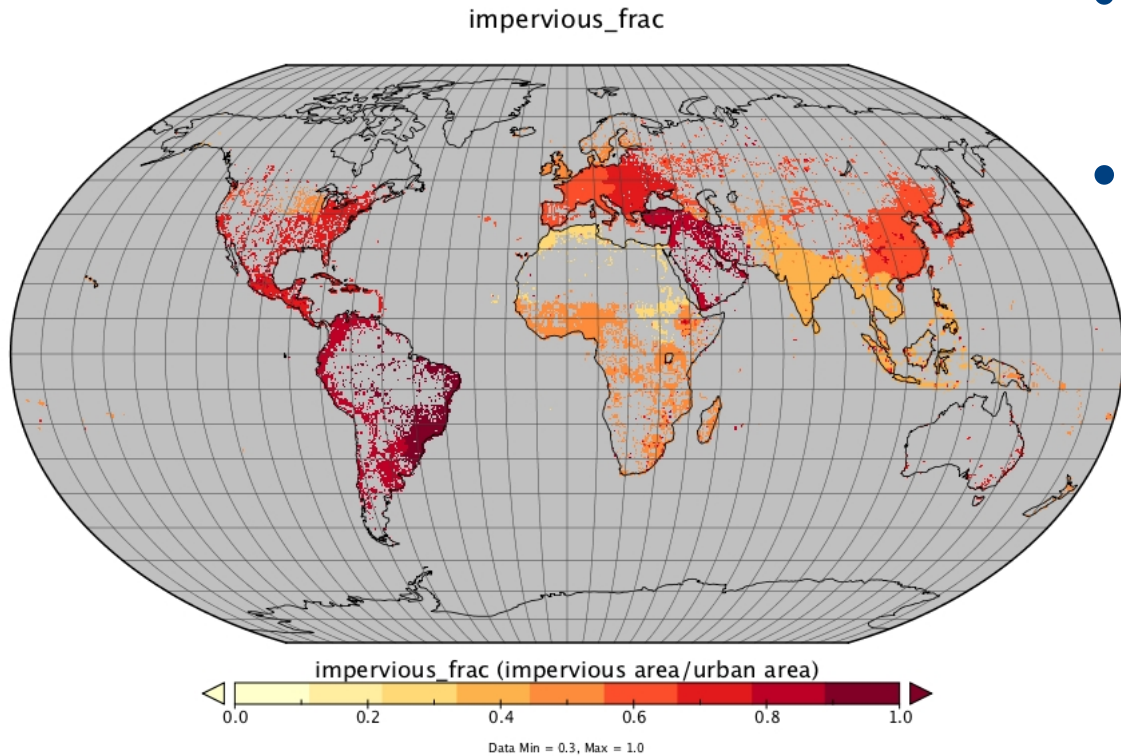 impervious_frac
impervious_frac (impervious area/urban area)
0.0 0.2 0.4 0.6 0.8 1.0
Data Min = 0.3, Max = 1.0